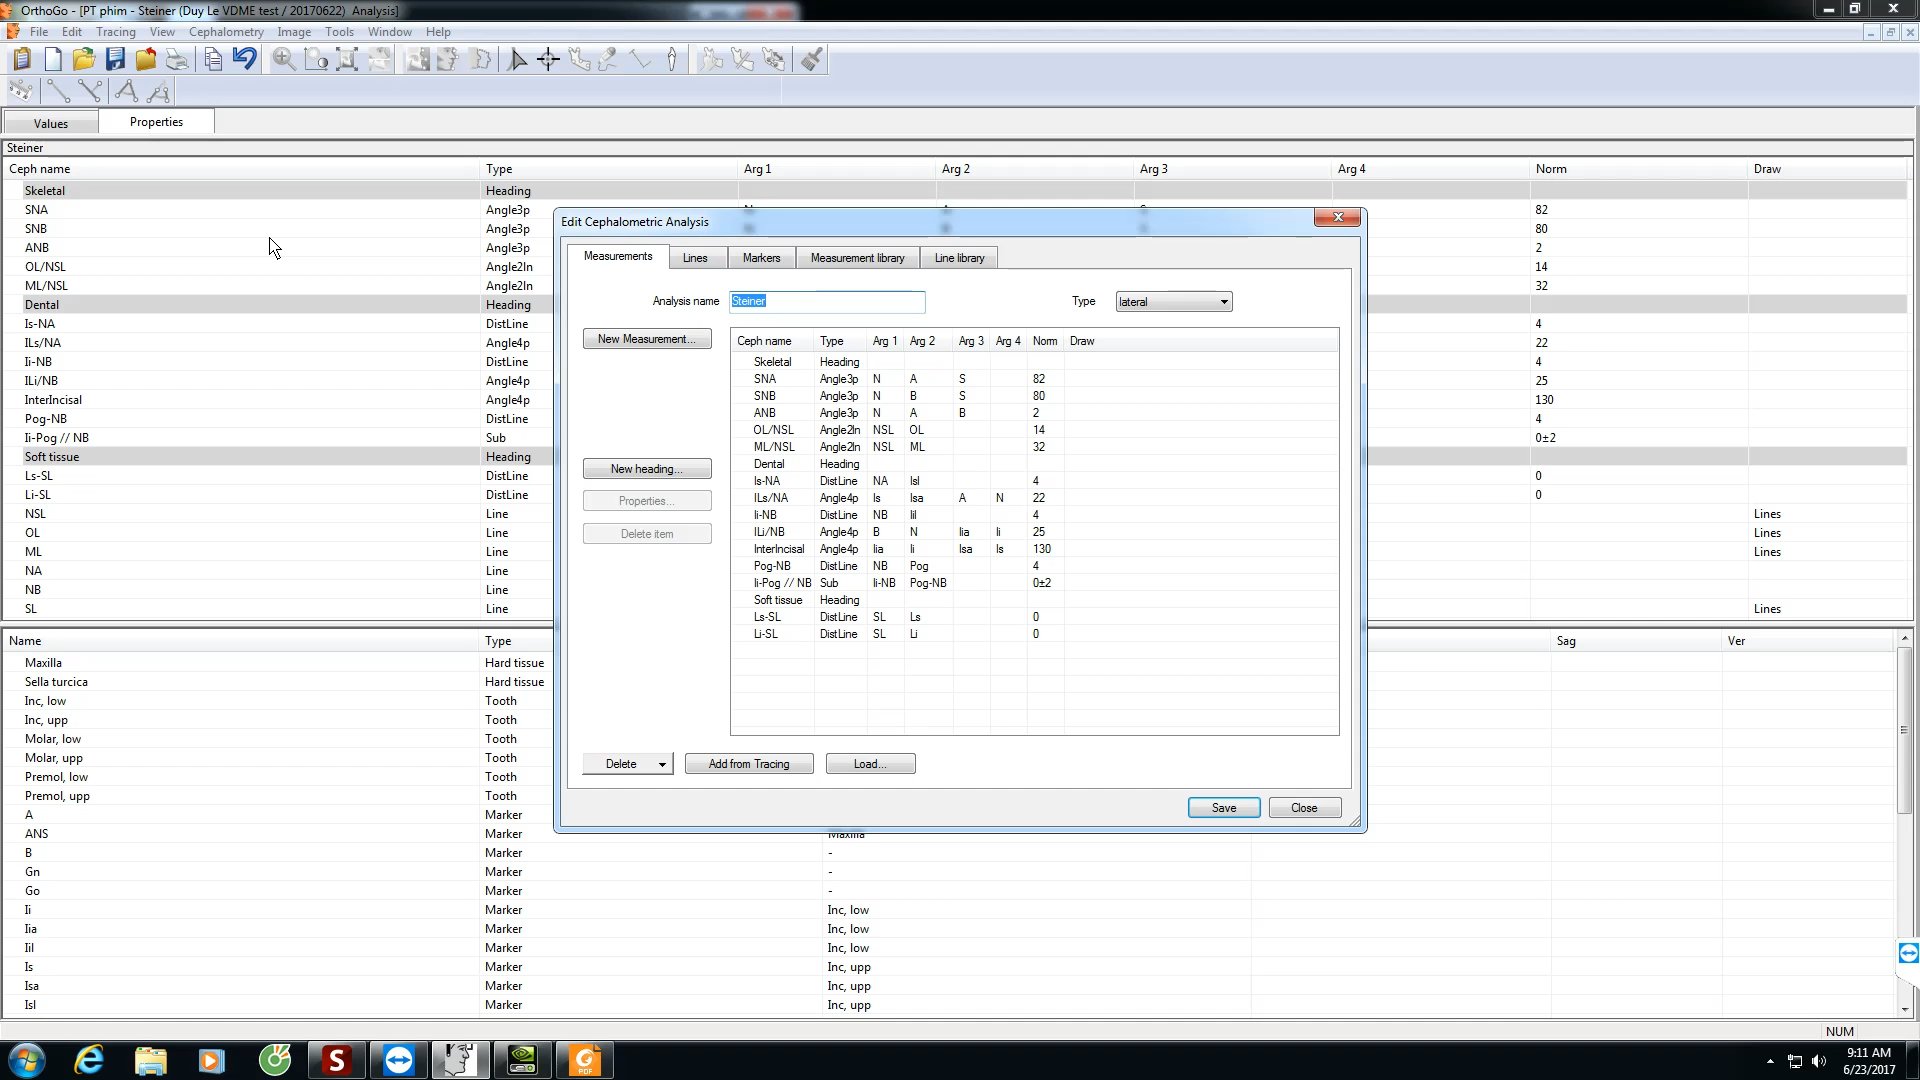 OrthoGo - [PT phim - Steiner (Duy Le VDME test / 20170622) Analysis]
File Edit Tracing View Cephalometry Image Tools Window Help
Values Properties
Steiner
Ceph name Type Arg 1 Arg 2 Arg 3 Arg 4 Norm Draw
Skeletal Heading
SNA Angle3p 82
SNB Angle3p 80
ANB Angle3p 2
OL/NSL Angle2ln 14
ML/NSL Angle2ln 32
Dental Heading
Is-NA DistLine 4
ILs/NA Angle4p 22
Ii-NB DistLine 4
ILi/NB Angle4p 25
InterIncisal Angle4p 130
Pog-NB DistLine 4
Ii-Pog // NB Sub 0±2
Soft tissue Heading
Ls-SL DistLine 0
Li-SL DistLine 0
NSL Line Lines
OL Line Lines
ML Line Lines
NA Line
NB Line
SL Line Lines
Edit Cephalometric Analysis
Measurements Lines Markers Measurement library Line library
Analysis name Steiner Type lateral
New Measurement...
New heading...
Properties...
Delete item
Ceph name Type Arg 1 Arg 2 Arg 3 Arg 4 Norm Draw
Skeletal Heading
SNA Angle3p N A S 82
SNB Angle3p N B S 80
ANB Angle3p N A B 2
OL/NSL Angle2ln NSL OL 14
ML/NSL Angle2ln NSL ML 32
Dental Heading
Is-NA DistLine NA Isl 4
ILs/NA Angle4p Is Isa A N 22
Ii-NB DistLine NB Iil 4
ILi/NB Angle4p B N Iia Ii 25
InterIncisal Angle4p Iia Ii Isa Is 130
Pog-NB DistLine NB Pog 4
Ii-Pog // NB Sub Ii-NB Pog-NB 0±2
Soft tissue Heading
Ls-SL DistLine SL Ls 0
Li-SL DistLine SL Li 0
Delete Add from Tracing Load...
Save Close
Name Type Sag Ver
Maxilla Hard tissue
Sella turcica Hard tissue
Inc, low Tooth
Inc, upp Tooth
Molar, low Tooth
Molar, upp Tooth
Premol, low Tooth
Premol, upp Tooth
A Marker
ANS Marker Maxilla
B Marker -
Gn Marker -
Go Marker -
Ii Marker Inc, low
Iia Marker Inc, low
Iil Marker Inc, low
Is Marker Inc, upp
Isa Marker Inc, upp
Isl Marker Inc, upp
NUM
S
PDF
9:11 AM
6/23/2017